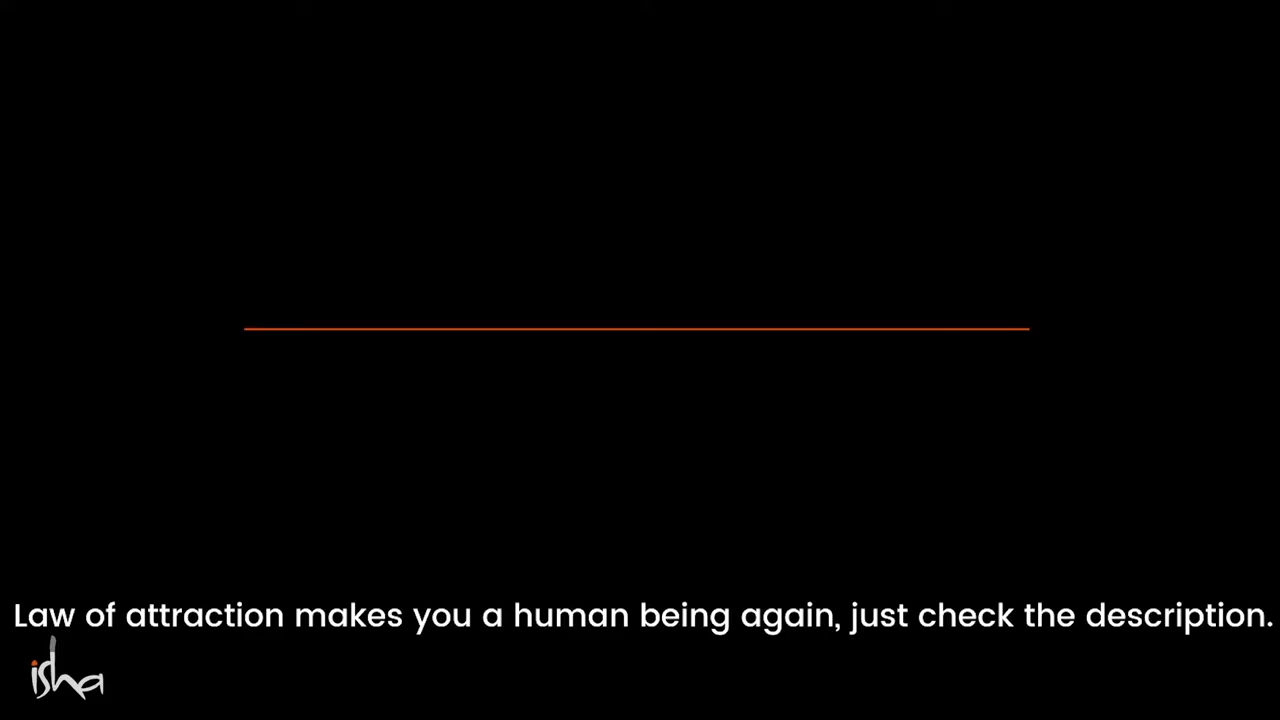 Law of attraction makes you a human being again, just check the description.
isha